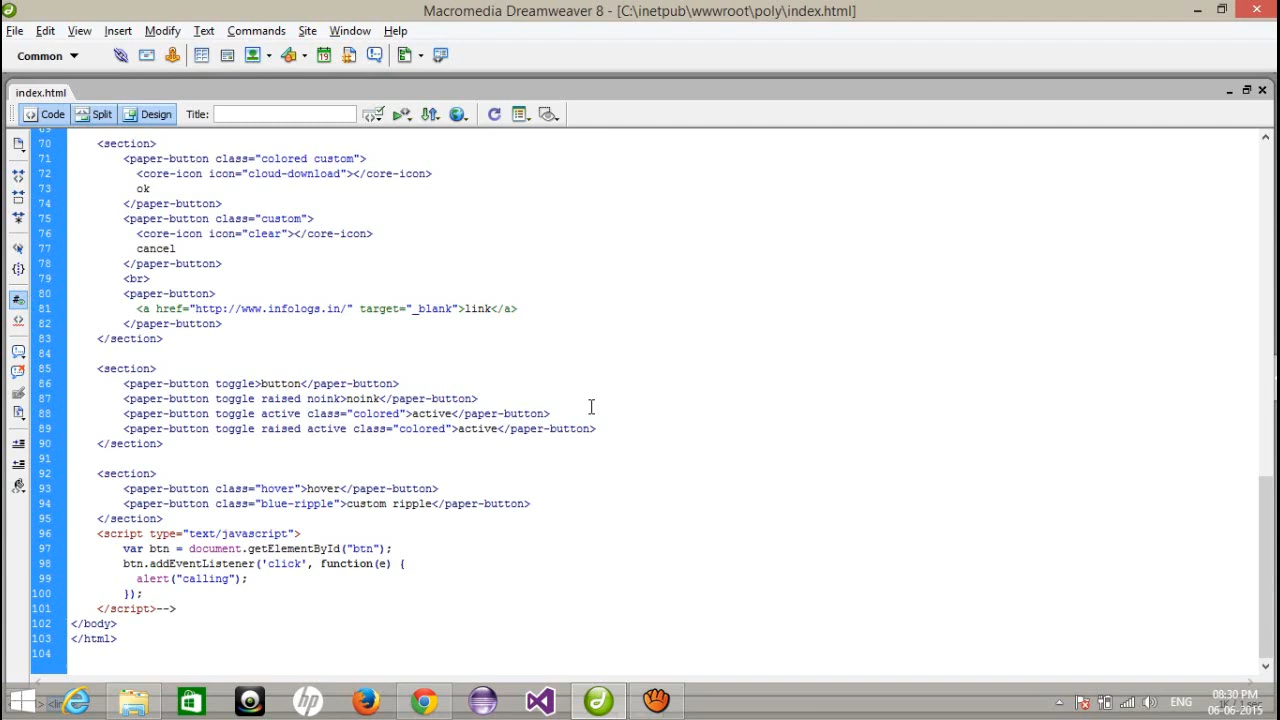 Macromedia Dreamweaver 8 - [C:\inetpub\wwwroot\poly\index.html]
File Edit View Insert Modify Text Commands Site Window Help
Common
index.html
Code Split Design Title:
69
70 <section>
71 <paper-button class="colored custom">
72 <core-icon icon="cloud-download"></core-icon>
73 ok
74 </paper-button>
75 <paper-button class="custom">
76 <core-icon icon="clear"></core-icon>
77 cancel
78 </paper-button>
79 <br>
80 <paper-button>
81 <a href="http://www.infologs.in/" target="_blank">link</a>
82 </paper-button>
83 </section>
84
85 <section>
86 <paper-button toggle>button</paper-button>
87 <paper-button toggle raised noink>noink</paper-button>
88 <paper-button toggle active class="colored">active</paper-button>
89 <paper-button toggle raised active class="colored">active</paper-button>
90 </section>
91
92 <section>
93 <paper-button class="hover">hover</paper-button>
94 <paper-button class="blue-ripple">custom ripple</paper-button>
95 </section>
96 <script type="text/javascript">
97 var btn = document.getElementById("btn");
98 btn.addEventListener('click', function(e) {
99 alert("calling");
100 });
101 </script>-->
102 </body>
103 </html>
104
ENG
08:30 PM
06-06-2015